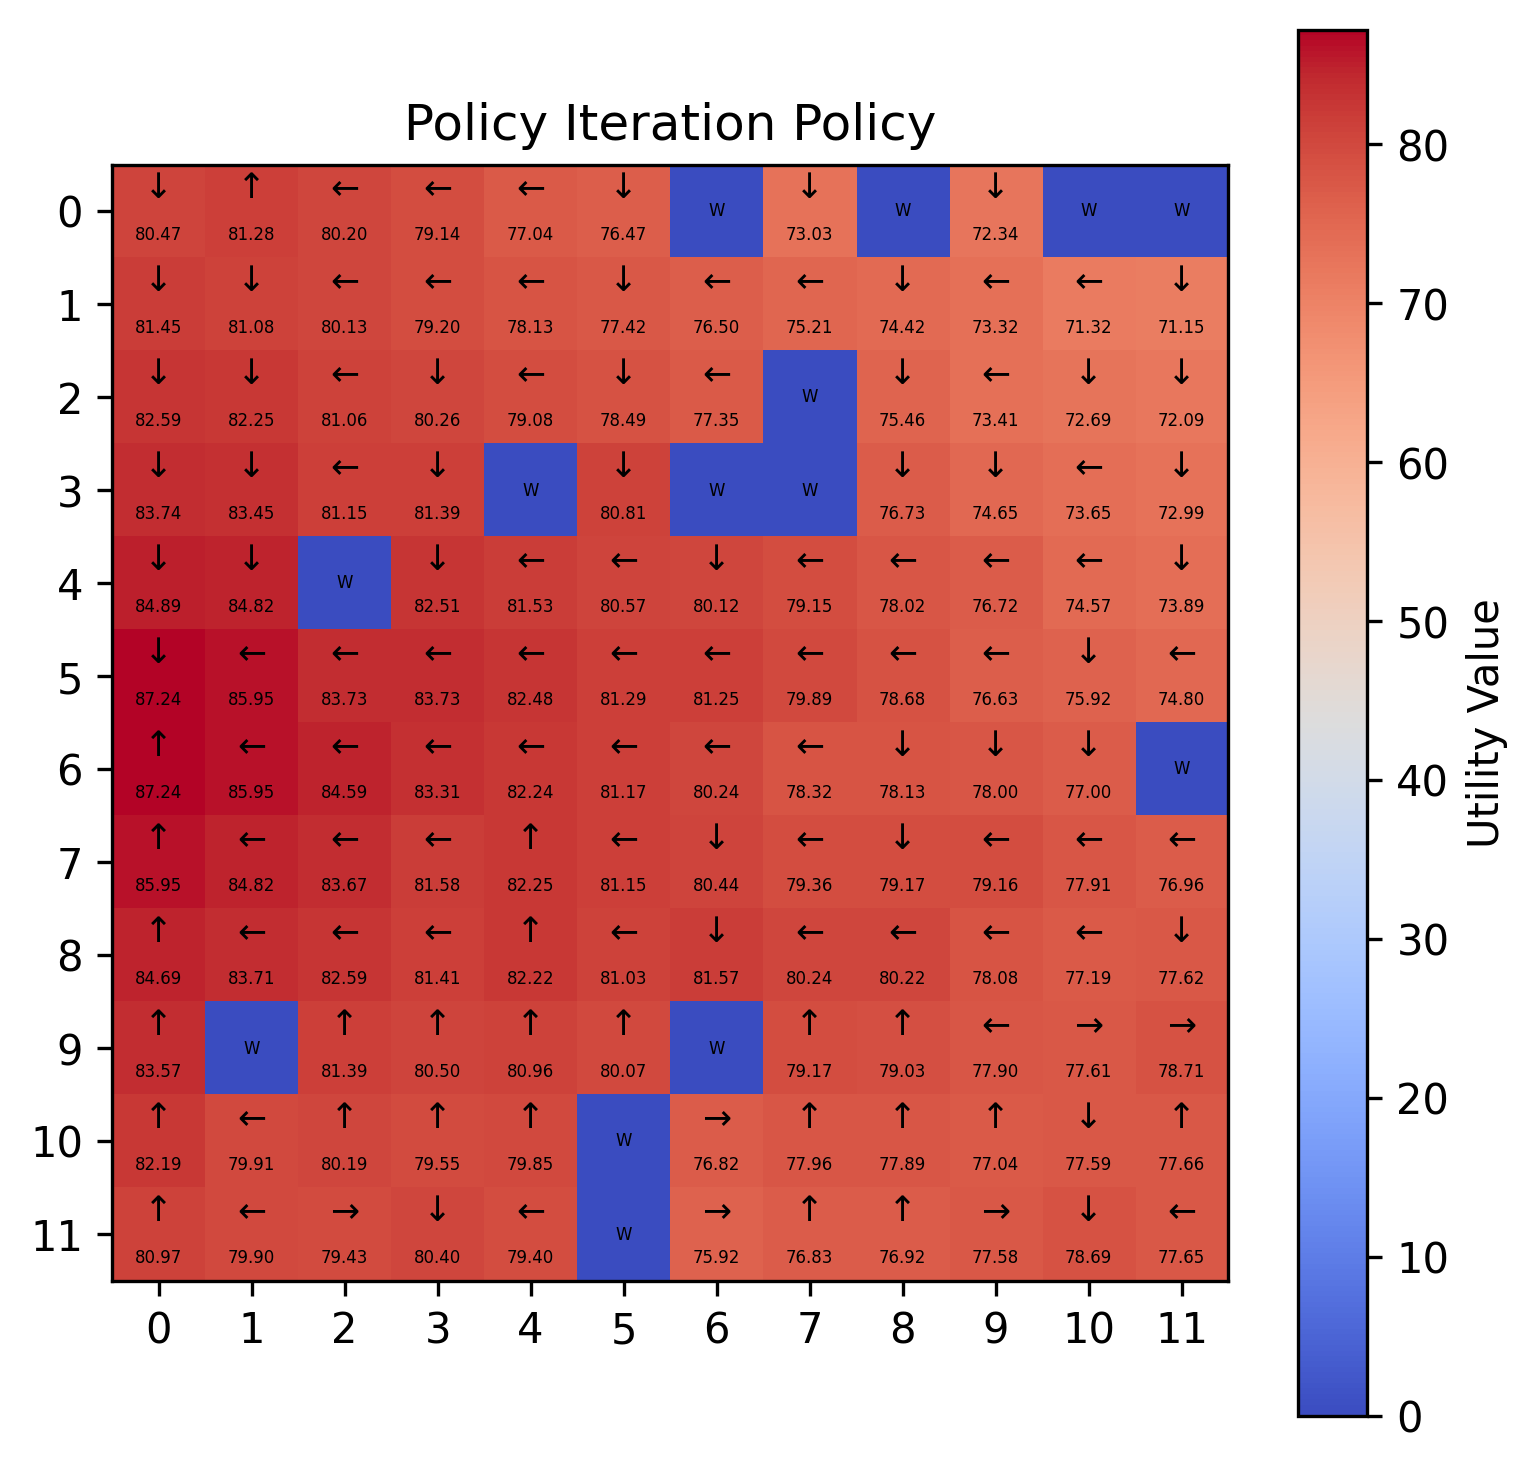 Policy Iteration Policy
0 ↓ ↑ ← ← ← ↓ W ↓ W ↓ W W
80.47 81.28 80.20 79.14 77.04 76.47 73.03 72.34
1 ↓ ↓ ← ← ← ↓ ← ← ↓ ← ← ↓
81.45 81.08 80.13 79.20 78.13 77.42 76.50 75.21 74.42 73.32 71.32 71.15
2 ↓ ↓ ← ↓ ← ↓ ← W ↓ ← ↓ ↓
82.59 82.25 81.06 80.26 79.08 78.49 77.35 75.46 73.41 72.69 72.09
3 ↓ ↓ ← ↓ W ↓ W W ↓ ↓ ← ↓
83.74 83.45 81.15 81.39 80.81 76.73 74.65 73.65 72.99
4 ↓ ↓ W ↓ ← ← ↓ ← ← ← ← ↓
84.89 84.82 82.51 81.53 80.57 80.12 79.15 78.02 76.72 74.57 73.89
5 ↓ ← ← ← ← ← ← ← ← ← ↓ ←
87.24 85.95 83.73 83.73 82.48 81.29 81.25 79.89 78.68 76.63 75.92 74.80
6 ↑ ← ← ← ← ← ← ← ↓ ↓ ↓ W
87.24 85.95 84.59 83.31 82.24 81.17 80.24 78.32 78.13 78.00 77.00
7 ↑ ← ← ← ↑ ← ↓ ← ↓ ← ← ←
85.95 84.82 83.67 81.58 82.25 81.15 80.44 79.36 79.17 79.16 77.91 76.96
8 ↑ ← ← ← ↑ ← ↓ ← ← ← ← ↓
84.69 83.71 82.59 81.41 82.22 81.03 81.57 80.24 80.22 78.08 77.19 77.62
9 ↑ W ↑ ↑ ↑ ↑ W ↑ ↑ ← → →
83.57 81.39 80.50 80.96 80.07 79.17 79.03 77.90 77.61 78.71
10 ↑ ← ↑ ↑ ↑ W → ↑ ↑ ↑ ↓ ↑
82.19 79.91 80.19 79.55 79.85 76.82 77.96 77.89 77.04 77.59 77.66
11 ↑ ← → ↓ ← W → ↑ ↑ → ↓ ←
80.97 79.90 79.43 80.40 79.40 75.92 76.83 76.92 77.58 78.69 77.65
0 1 2 3 4 5 6 7 8 9 10 11
80
70
60
50
40
30
20
10
0
Utility Value